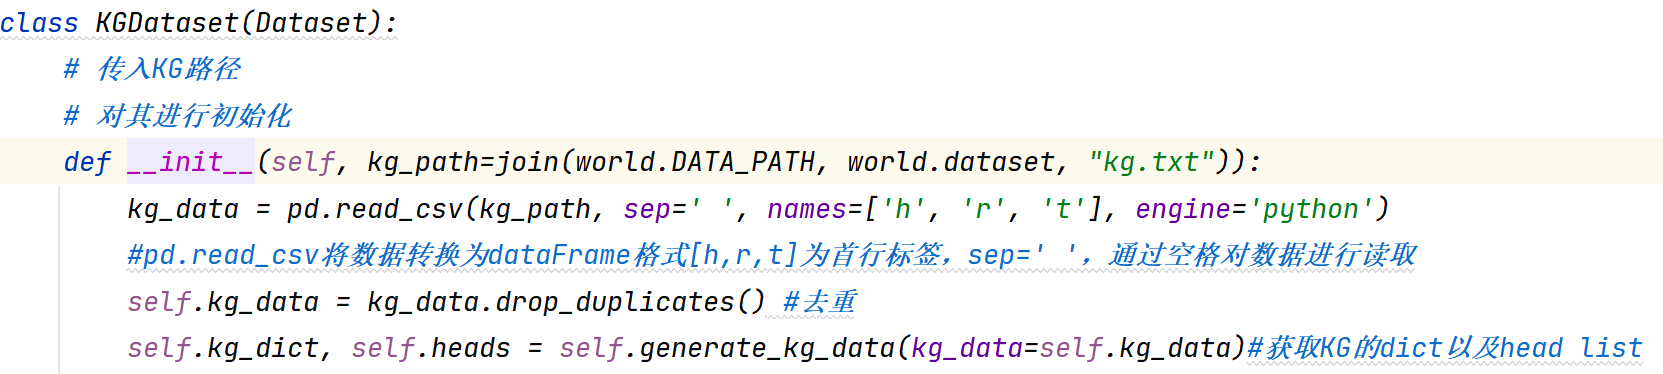 class KGDataset(Dataset):
# 传入KG路径
# 对其进行初始化
def __init__(self, kg_path=join(world.DATA_PATH, world.dataset, "kg.txt")):
kg_data = pd.read_csv(kg_path, sep=' ', names=['h', 'r', 't'], engine='python')
#pd.read_csv将数据转换为dataFrame格式[h,r,t]为首行标签，sep=' '，通过空格对数据进行读取
self.kg_data = kg_data.drop_duplicates() #去重
self.kg_dict, self.heads = self.generate_kg_data(kg_data=self.kg_data)#获取KG的dict以及head list